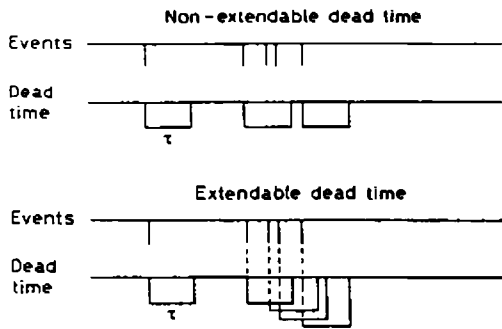 Non-extendable dead time
Events
Dead
time
τ
Extendable dead time
Events
Dead
time
τ